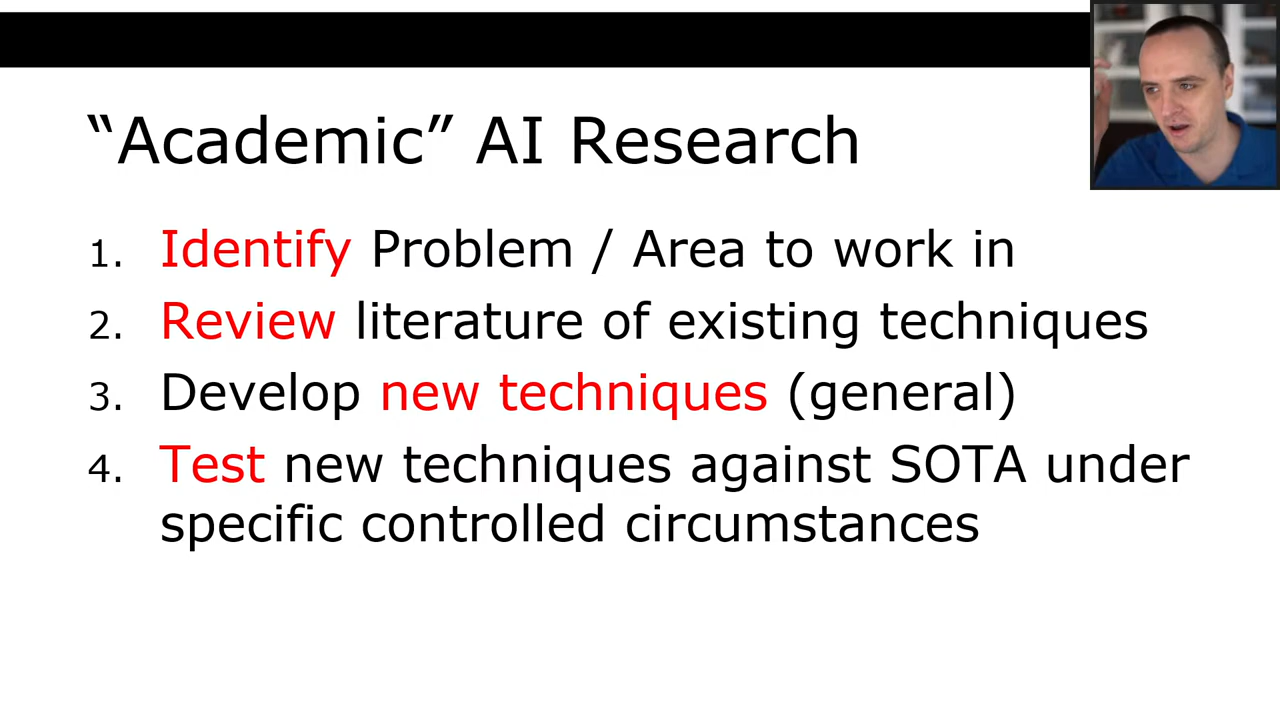 “Academic” AI Research
1. Identify Problem / Area to work in
2. Review literature of existing techniques
3. Develop new techniques (general)
4. Test new techniques against SOTA under
specific controlled circumstances